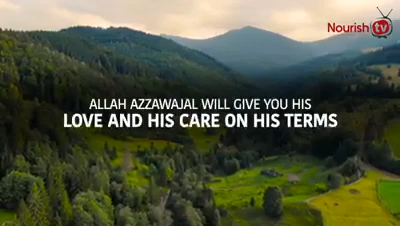 Nourish tv
ALLAH AZZAWAJAL WILL GIVE YOU HIS
LOVE AND HIS CARE ON HIS TERMS